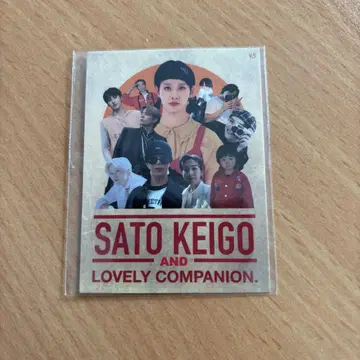 SATO KEIGO
AND
LOVELY COMPANION.